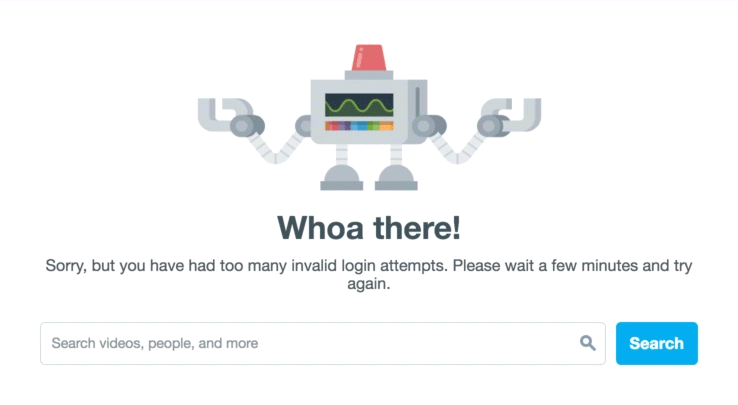 Whoa there!
Sorry, but you have had too many invalid login attempts. Please wait a few minutes and try
again.
Search videos, people, and more
Search